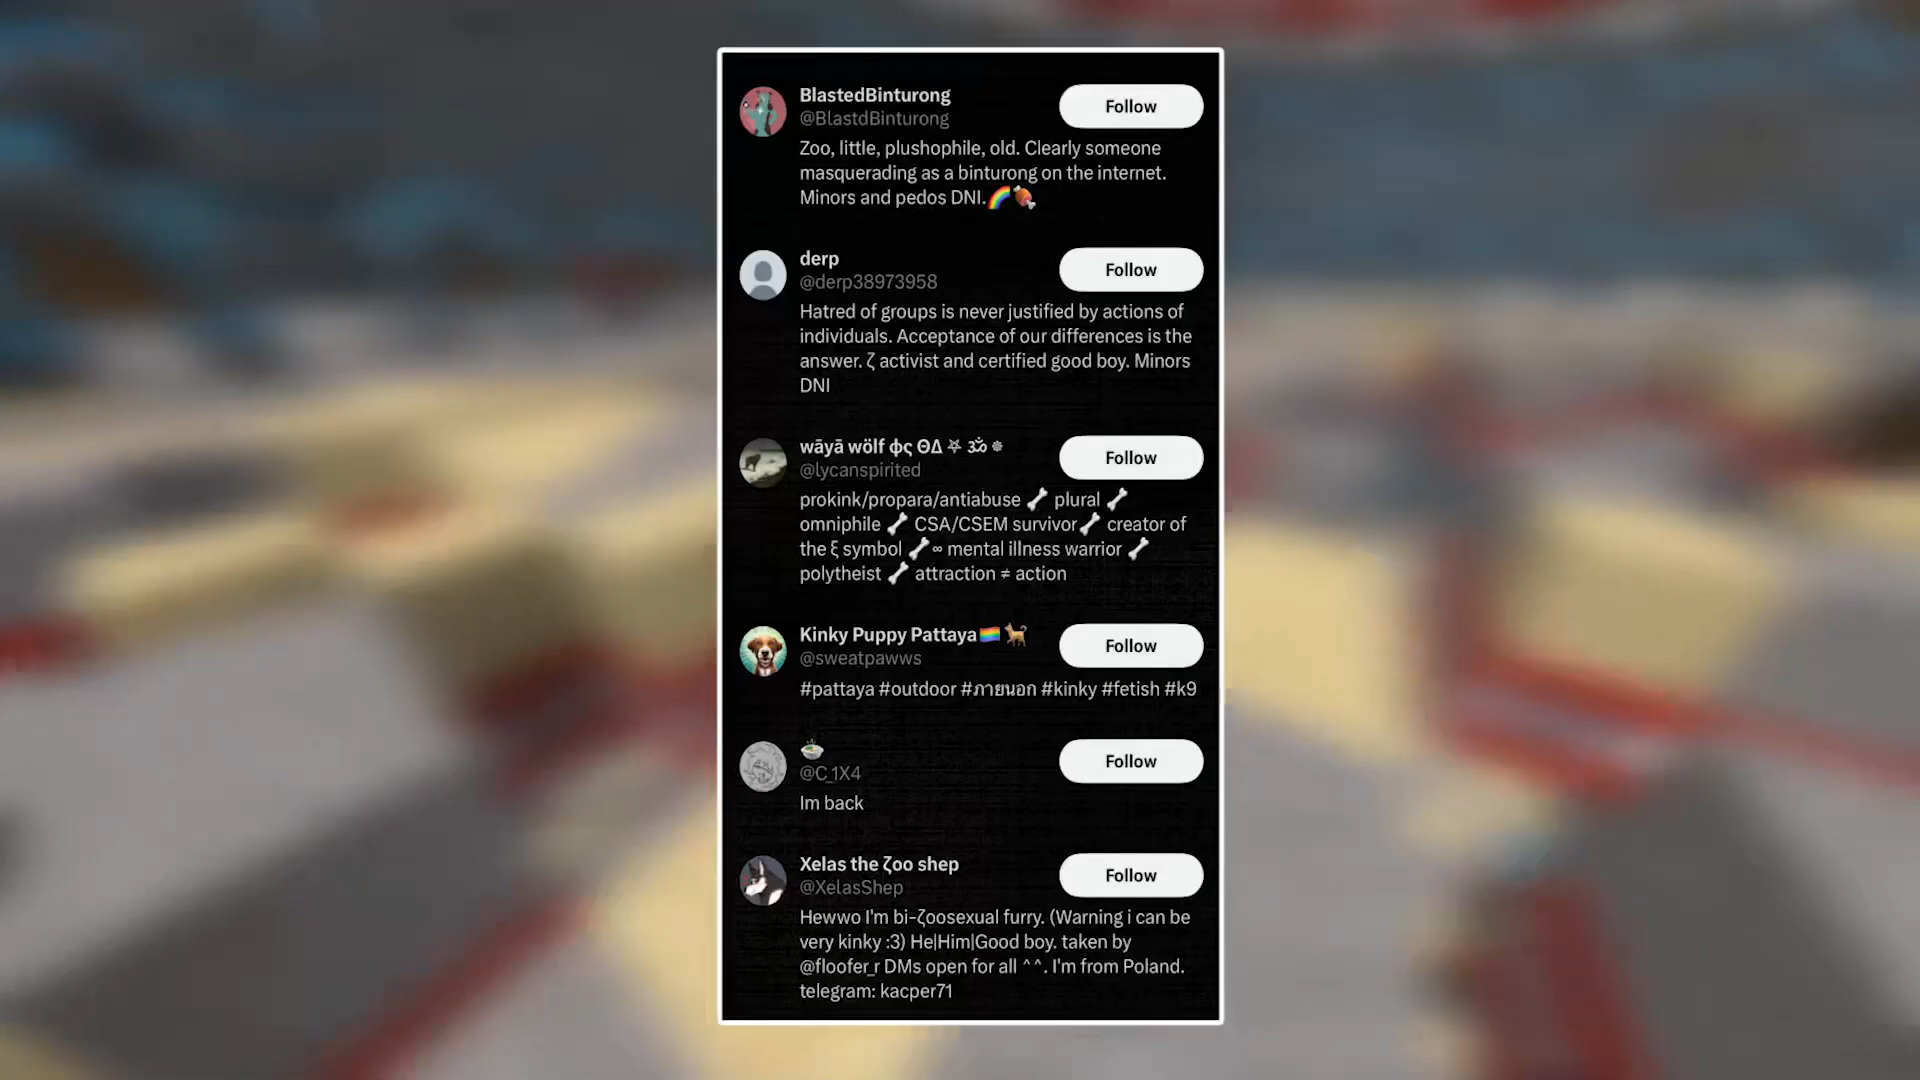 BlastedBinturong
@BlastdBinturong
Follow
Zoo, little, plushophile, old. Clearly someone
masquerading as a binturong on the internet.
Minors and pedos DNI.🌈🍖
derp
@derp38973958
Follow
Hatred of groups is never justified by actions of
individuals. Acceptance of our differences is the
answer. ζ activist and certified good boy. Minors
DNI
wāyā wölf ϕς ΘΔ ⛧ ॐ ☸
@lycanspirited
Follow
prokink/propara/antiabuse 🦴 plural 🦴
omniphile 🦴 CSA/CSEM survivor🦴 creator of
the ξ symbol 🦴∞ mental illness warrior 🦴
polytheist 🦴 attraction ≠ action
Kinky Puppy Pattaya🏳️‍🌈 🐕
@sweatpawws
Follow
#pattaya #outdoor #ภายนอก #kinky #fetish #k9
🍲
@C_1X4
Follow
Im back
Xelas the ζoo shep
@XelasShep
Follow
Hewwo I'm bi-ζoosexual furry. (Warning i can be
very kinky :3) He|Him|Good boy. taken by
@floofer_r DMs open for all ^^. I'm from Poland.
telegram: kacper71